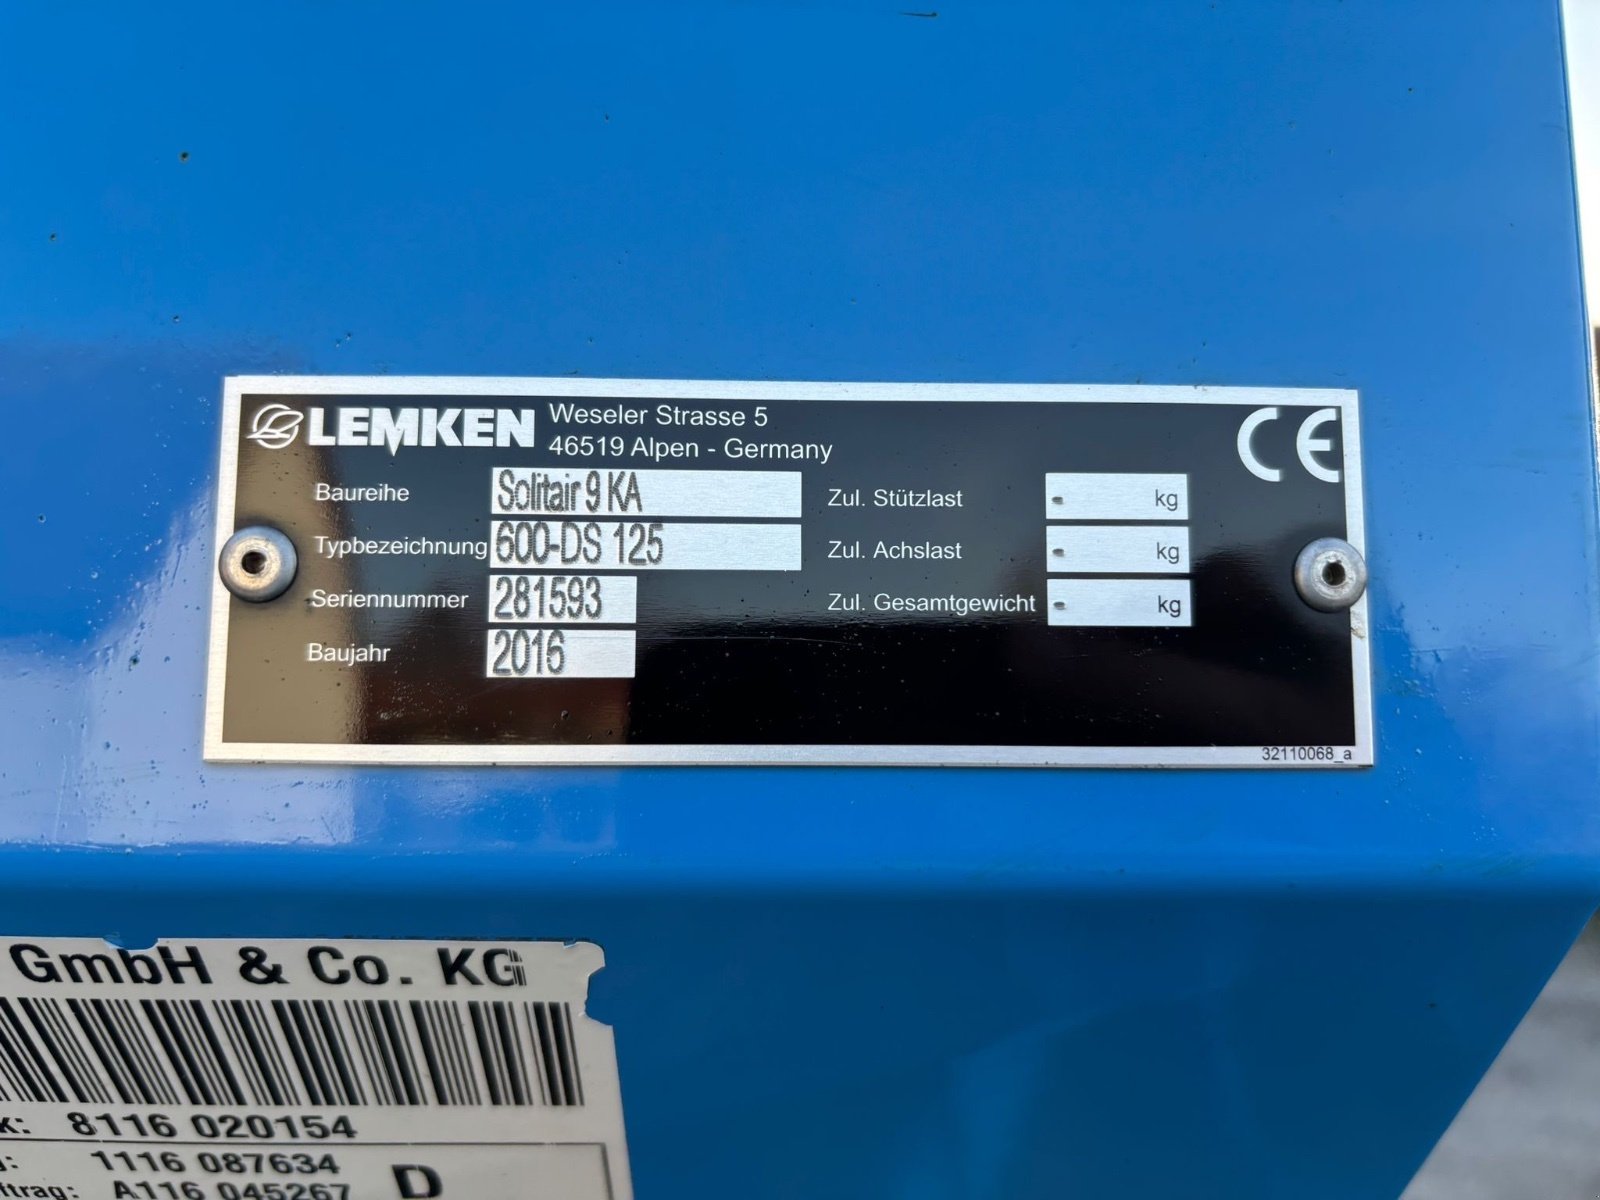 LEMKEN Weseler Strasse 5
46519 Alpen - Germany
CE
Baureihe Solitair 9 KA Zul. Stützlast - kg
Typbezeichnung 600-DS 125 Zul. Achslast - kg
Seriennummer 281593 Zul. Gesamtgewicht - kg
Baujahr 2016
32110068_a
GmbH & Co. KG
k: 8116 020154
: 1116 087634
ftrag: A116 045267 D